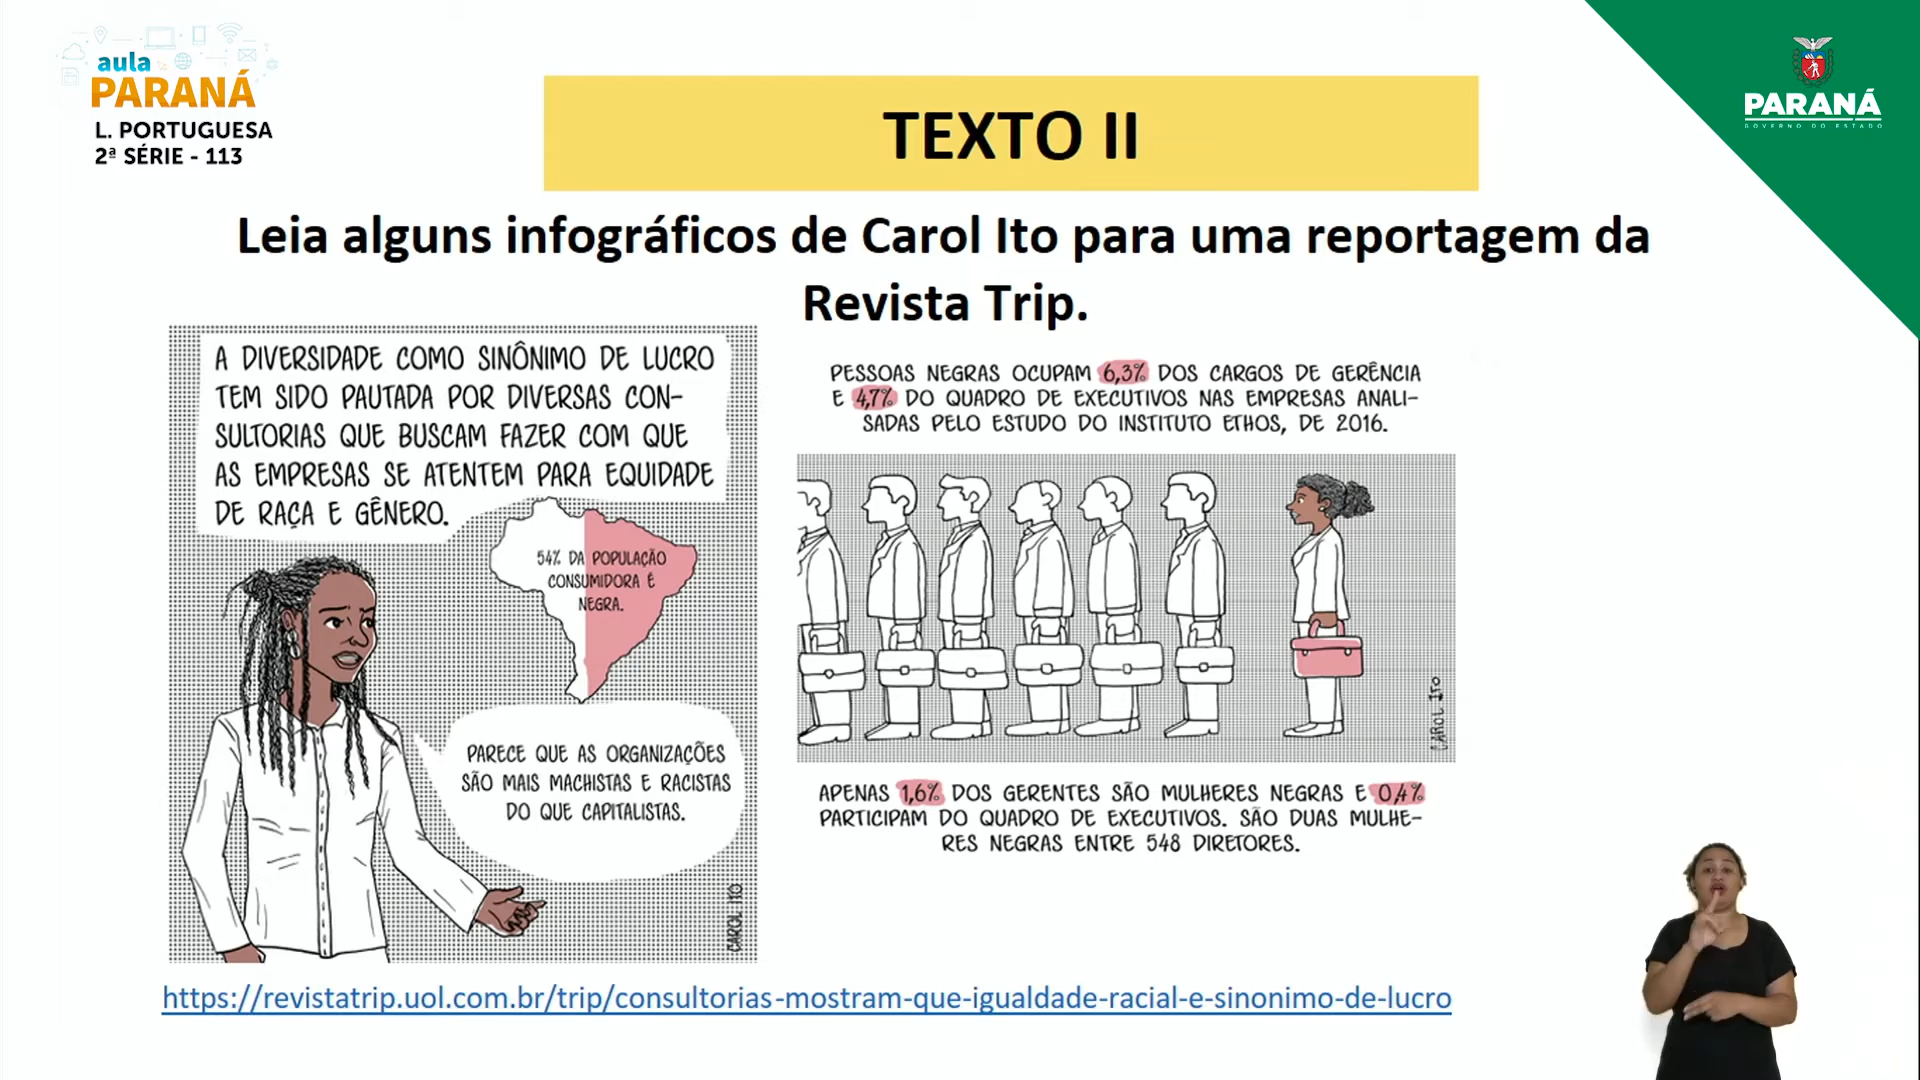 aula
PARANÁ
L. PORTUGUESA
2ª SÉRIE - 113
PARANÁ
GOVERNO DO ESTADO
TEXTO II
Leia alguns infográficos de Carol Ito para uma reportagem da
Revista Trip.
A DIVERSIDADE COMO SINÔNIMO DE LUCRO
TEM SIDO PAUTADA POR DIVERSAS CON-
SULTORIAS QUE BUSCAM FAZER COM QUE
AS EMPRESAS SE ATENTEM PARA EQUIDADE
DE RAÇA E GÊNERO.
54% DA POPULAÇÃO
CONSUMIDORA É
NEGRA.
PARECE QUE AS ORGANIZAÇÕES
SÃO MAIS MACHISTAS E RACISTAS
DO QUE CAPITALISTAS.
CAROL ITO
PESSOAS NEGRAS OCUPAM 6,3% DOS CARGOS DE GERÊNCIA
E 4,7% DO QUADRO DE EXECUTIVOS NAS EMPRESAS ANALI-
SADAS PELO ESTUDO DO INSTITUTO ETHOS, DE 2016.
CAROL ITO
APENAS 1,6% DOS GERENTES SÃO MULHERES NEGRAS E 0,4%
PARTICIPAM DO QUADRO DE EXECUTIVOS. SÃO DUAS MULHE-
RES NEGRAS ENTRE 548 DIRETORES.
https://revistatrip.uol.com.br/trip/consultorias-mostram-que-igualdade-racial-e-sinonimo-de-lucro